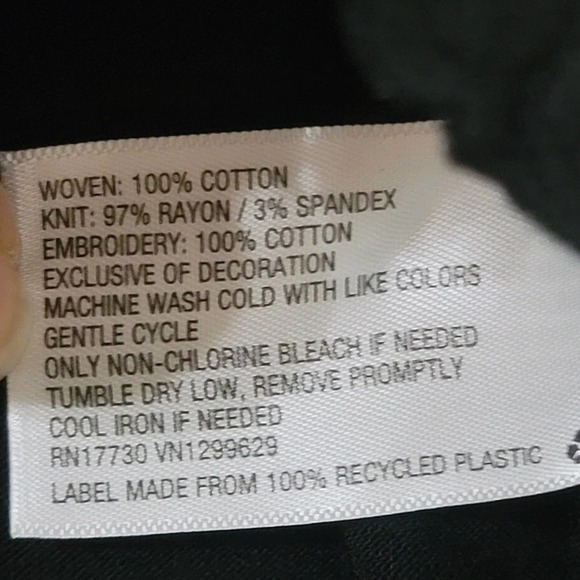 WOVEN: 100% COTTON
KNIT: 97% RAYON / 3% SPANDEX
EMBROIDERY: 100% COTTON
EXCLUSIVE OF DECORATION
MACHINE WASH COLD WITH LIKE COLORS
GENTLE CYCLE
ONLY NON-CHLORINE BLEACH IF NEEDED
TUMBLE DRY LOW, REMOVE PROMPTLY
COOL IRON IF NEEDED
RN17730 VN1299629
LABEL MADE FROM 100% RECYCLED PLASTIC